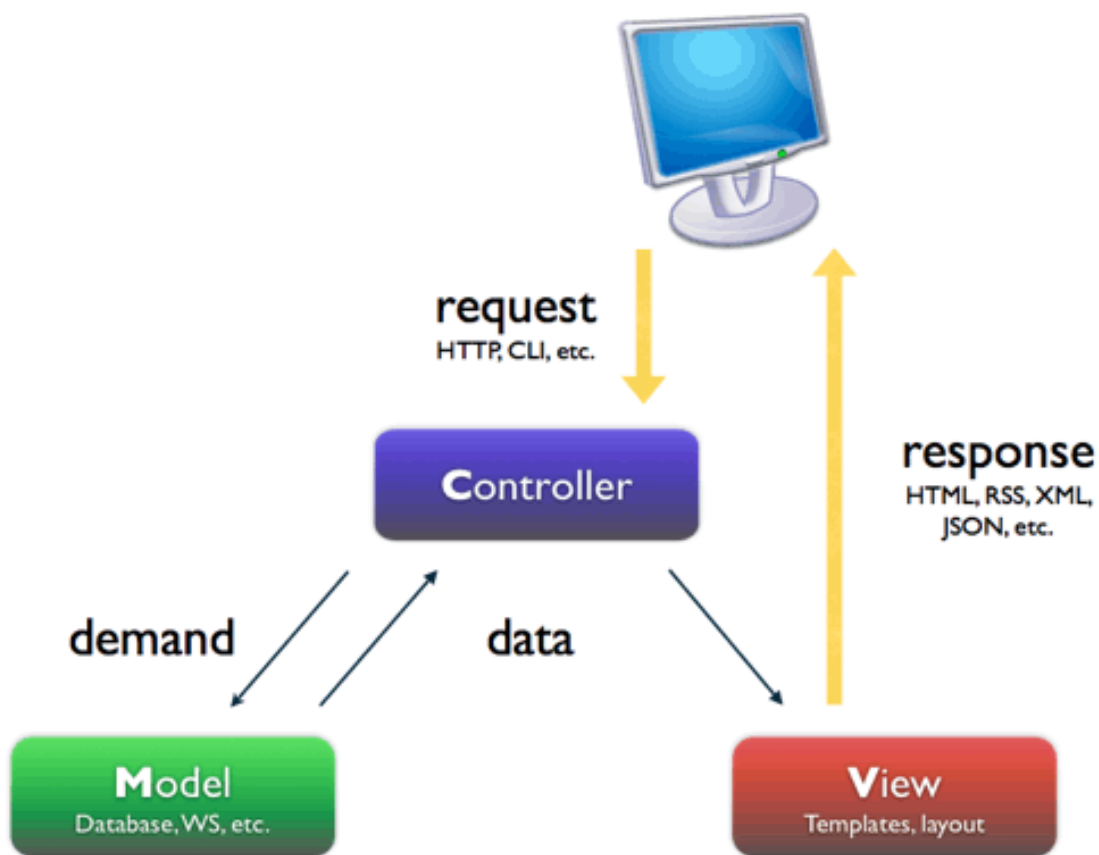 request
HTTP, CLI, etc.
Controller
response
HTML, RSS, XML,
JSON, etc.
demand
data
Model
Database, WS, etc.
View
Templates, layout